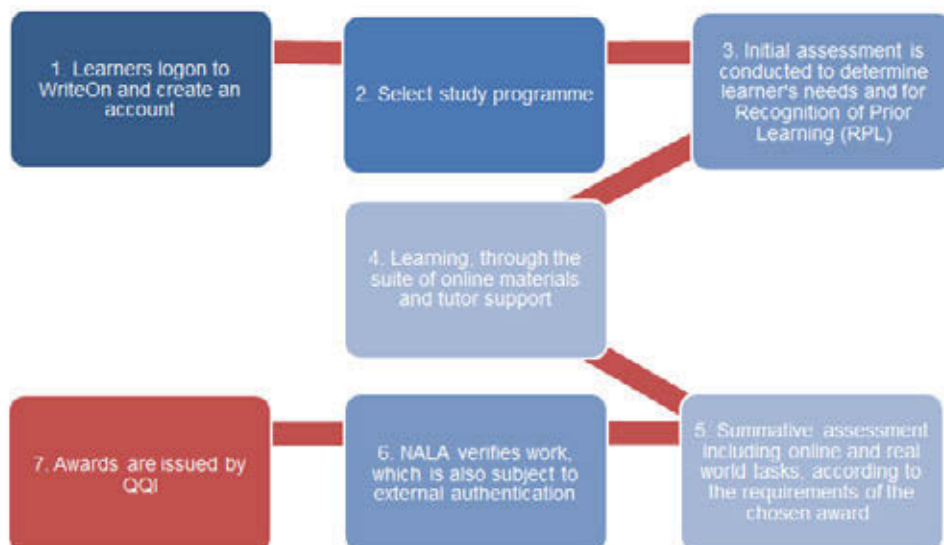 1. Learners logon to
WriteOn and create an
account
2. Select study programme
3. Initial assessment is
conducted to determine
learner's needs and for
Recognition of Prior
Learning (RPL)
4. Learning, through the
suite of online materials
and tutor support
5. Summative assessment
including online and real
world tasks, according to
the requirements of the
chosen award
6. NALA verifies work,
which is also subject to
external authentication
7. Awards are issued by
QQI